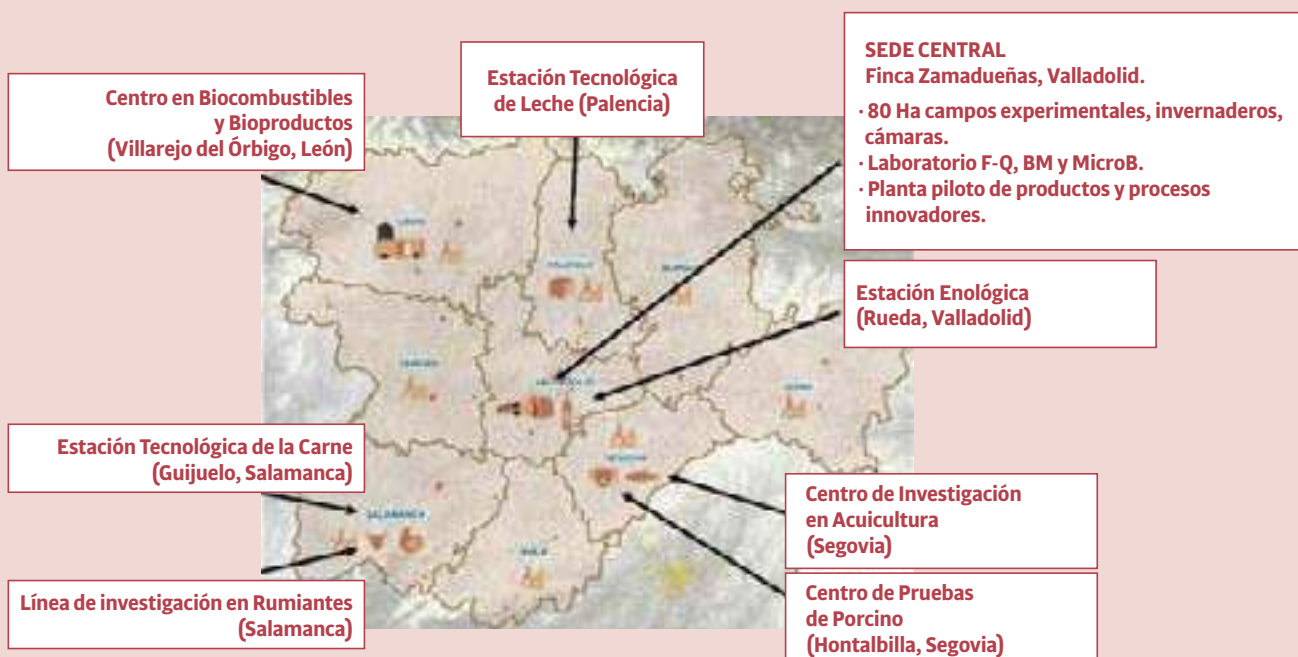 Centro en Biocombustibles
y Bioproductos
(Villarejo del Órbigo, León)
Estación Tecnológica
de Leche (Palencia)
SEDE CENTRAL
Finca Zamadueñas, Valladolid.
· 80 Ha campos experimentales, invernaderos,
cámaras.
· Laboratorio F-Q, BM y MicroB.
· Planta piloto de productos y procesos
innovadores.
Estación Enológica
(Rueda, Valladolid)
Estación Tecnológica de la Carne
(Guijuelo, Salamanca)
SALAMANCA
Línea de investigación en Rumiantes
(Salamanca)
Centro de Investigación
en Acuicultura
(Segovia)
Centro de Pruebas
de Porcino
(Hontalbilla, Segovia)